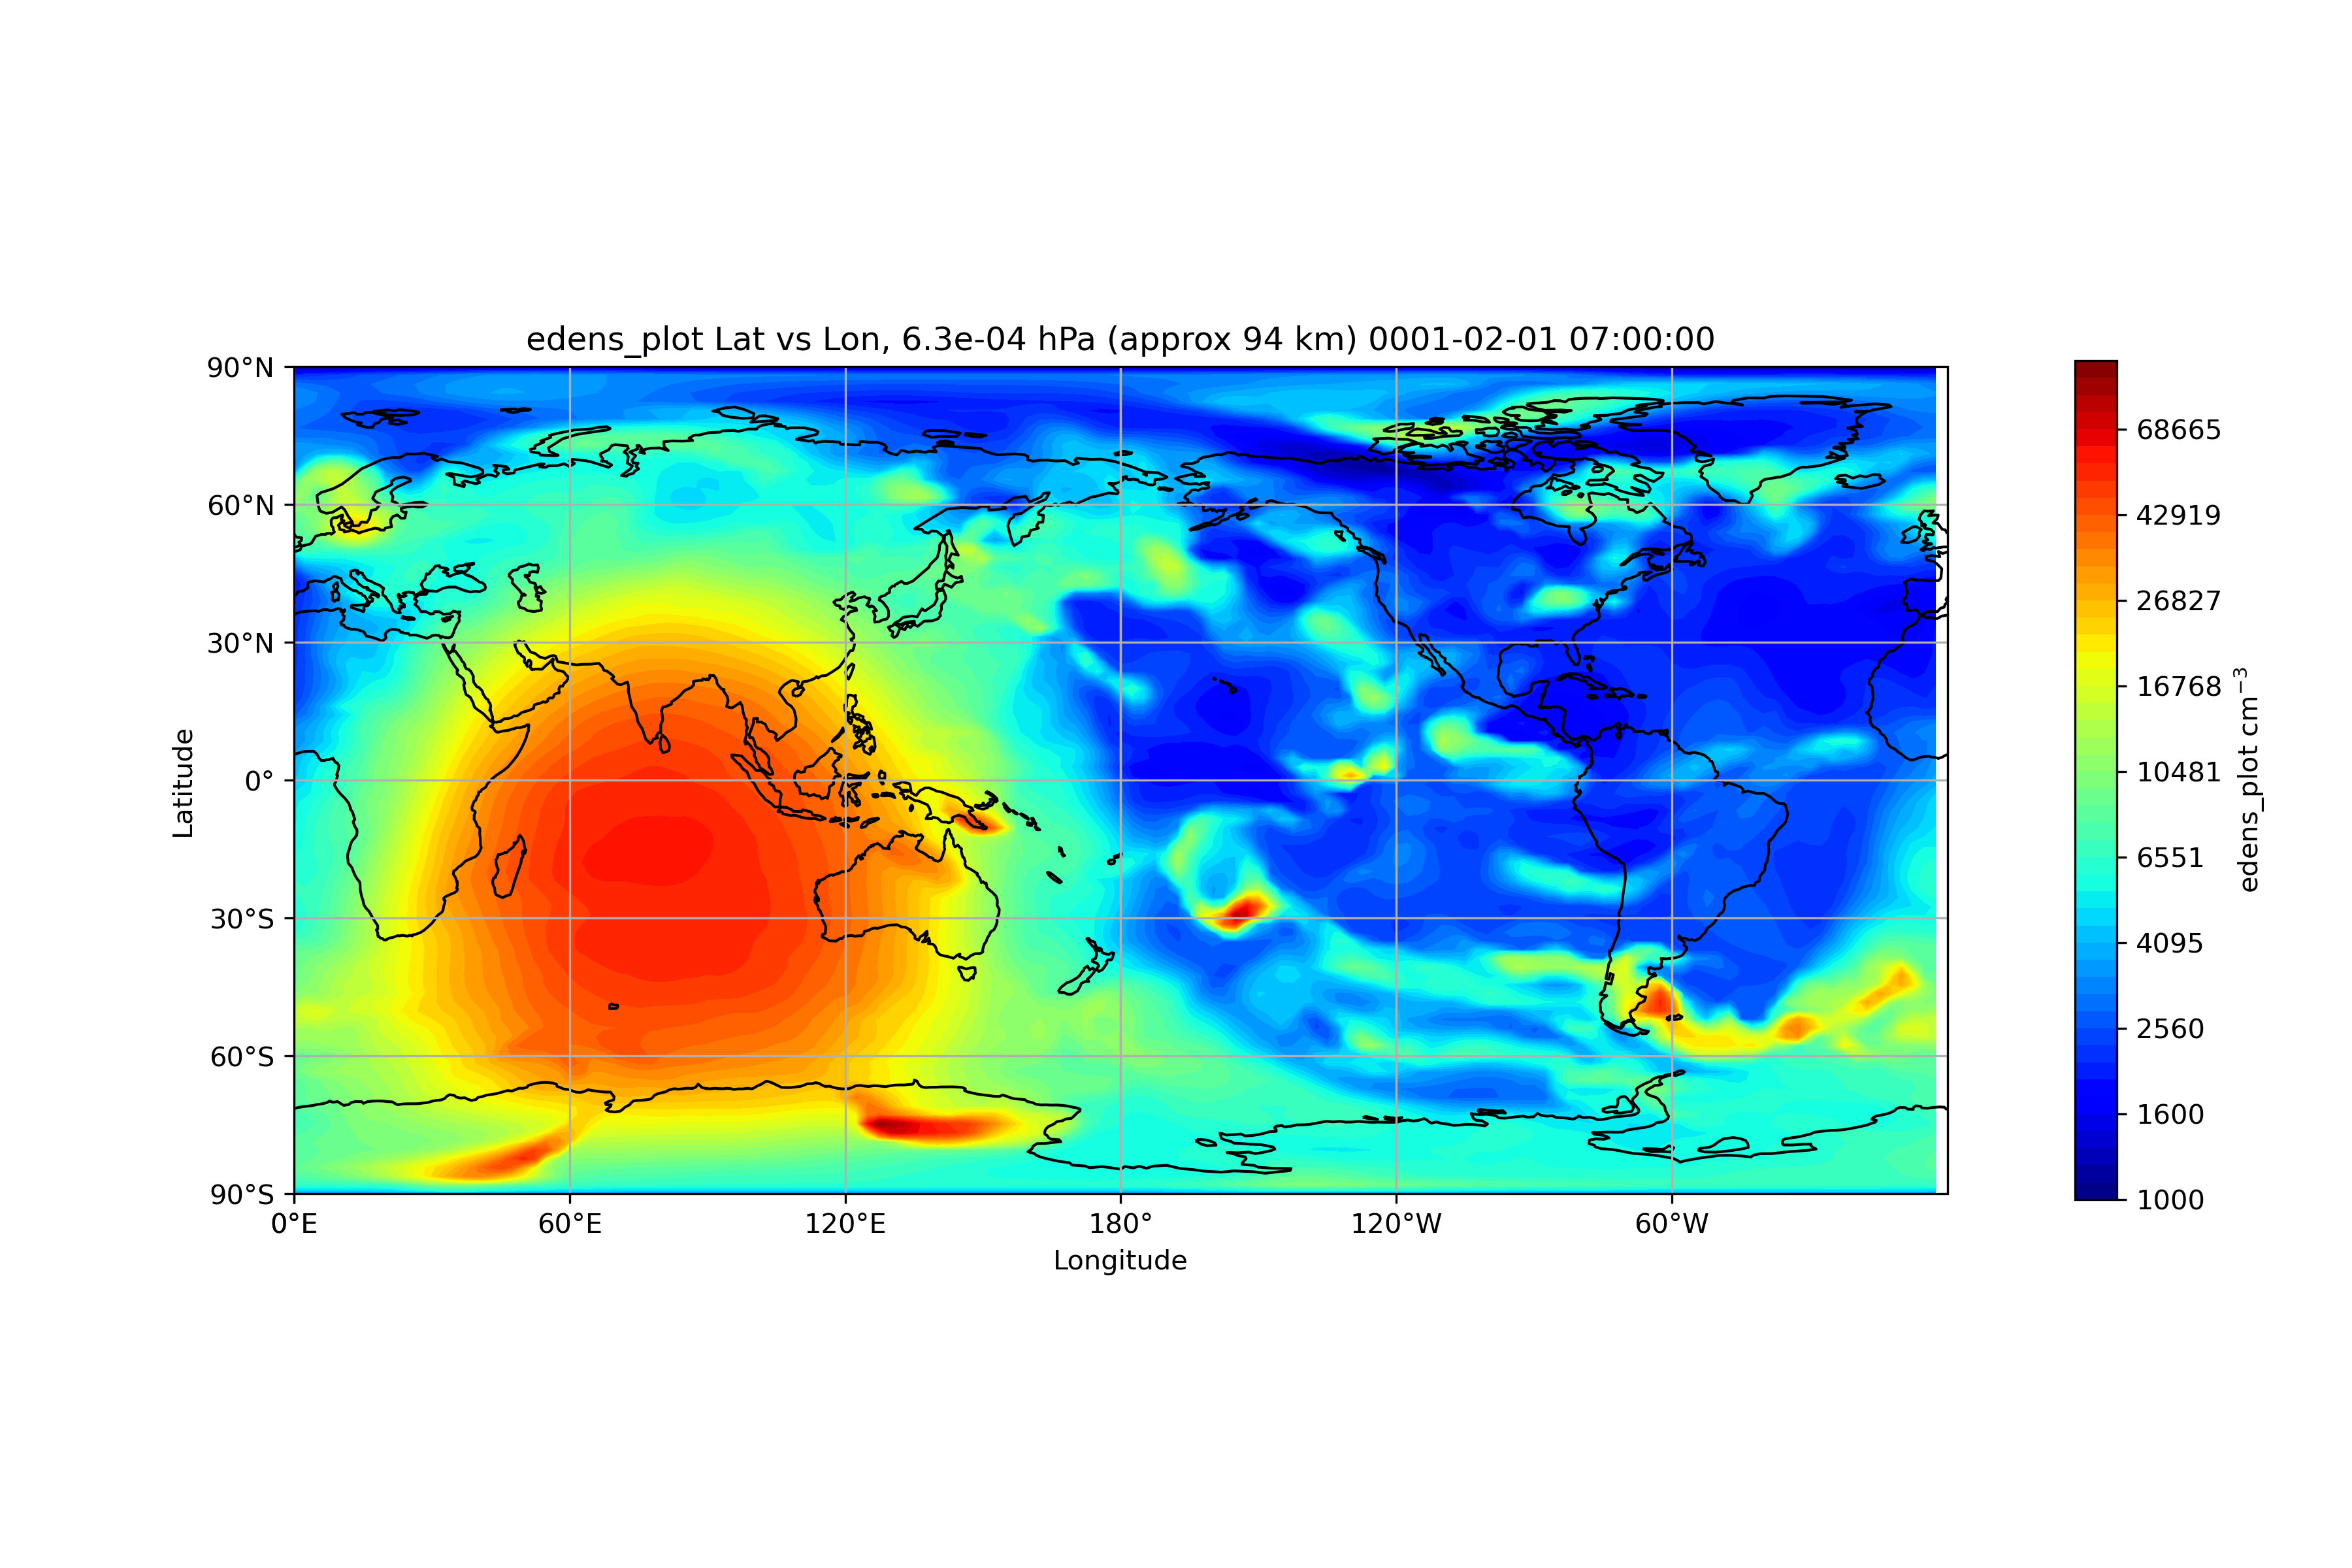 edens_plot Lat vs Lon, 6.3e-04 hPa (approx 94 km) 0001-02-01 07:00:00
90°N
60°N
30°N
0°
30°S
60°S
90°S
Latitude
0°E
60°E
120°E
180°
120°W
60°W
Longitude
68665
42919
26827
16768
10481
6551
4095
2560
1600
1000
edens_plot cm⁻³